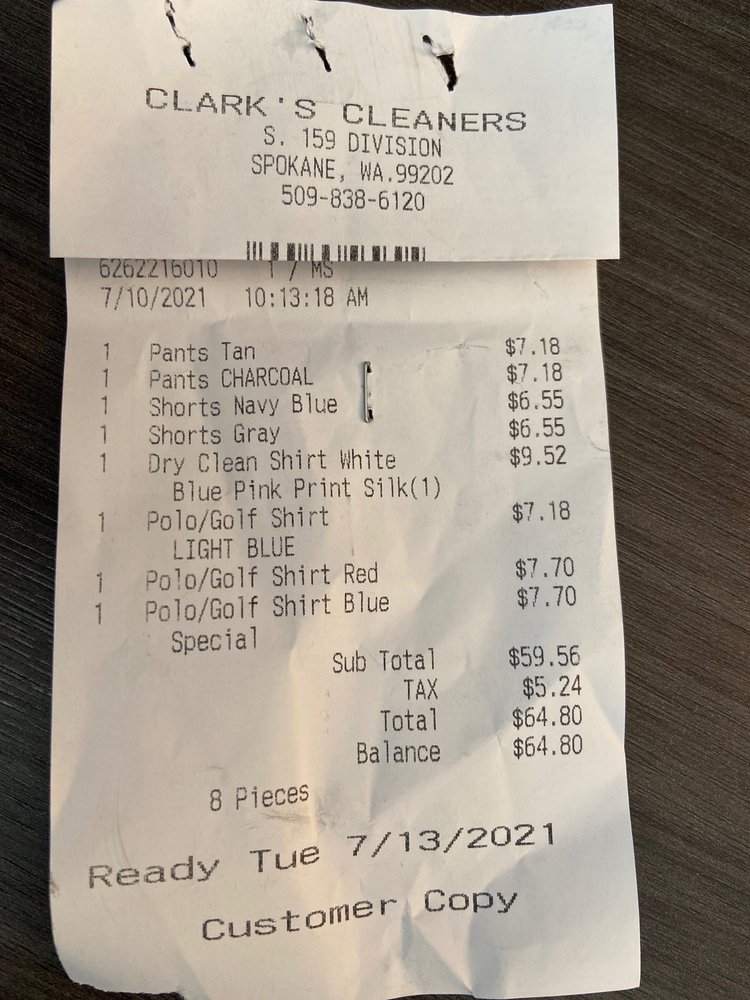 CLARK'S CLEANERS
S. 159 DIVISION
SPOKANE, WA.99202
509-838-6120
6262216010 1 / MS
7/10/2021 10:13:18 AM
1 Pants Tan $7.18
1 Pants CHARCOAL $7.18
1 Shorts Navy Blue $6.55
1 Shorts Gray $6.55
1 Dry Clean Shirt White $9.52
Blue Pink Print Silk(1)
1 Polo/Golf Shirt $7.18
LIGHT BLUE
1 Polo/Golf Shirt Red $7.70
1 Polo/Golf Shirt Blue $7.70
Special
Sub Total $59.56
TAX $5.24
Total $64.80
Balance $64.80
8 Pieces
Ready Tue 7/13/2021
Customer Copy